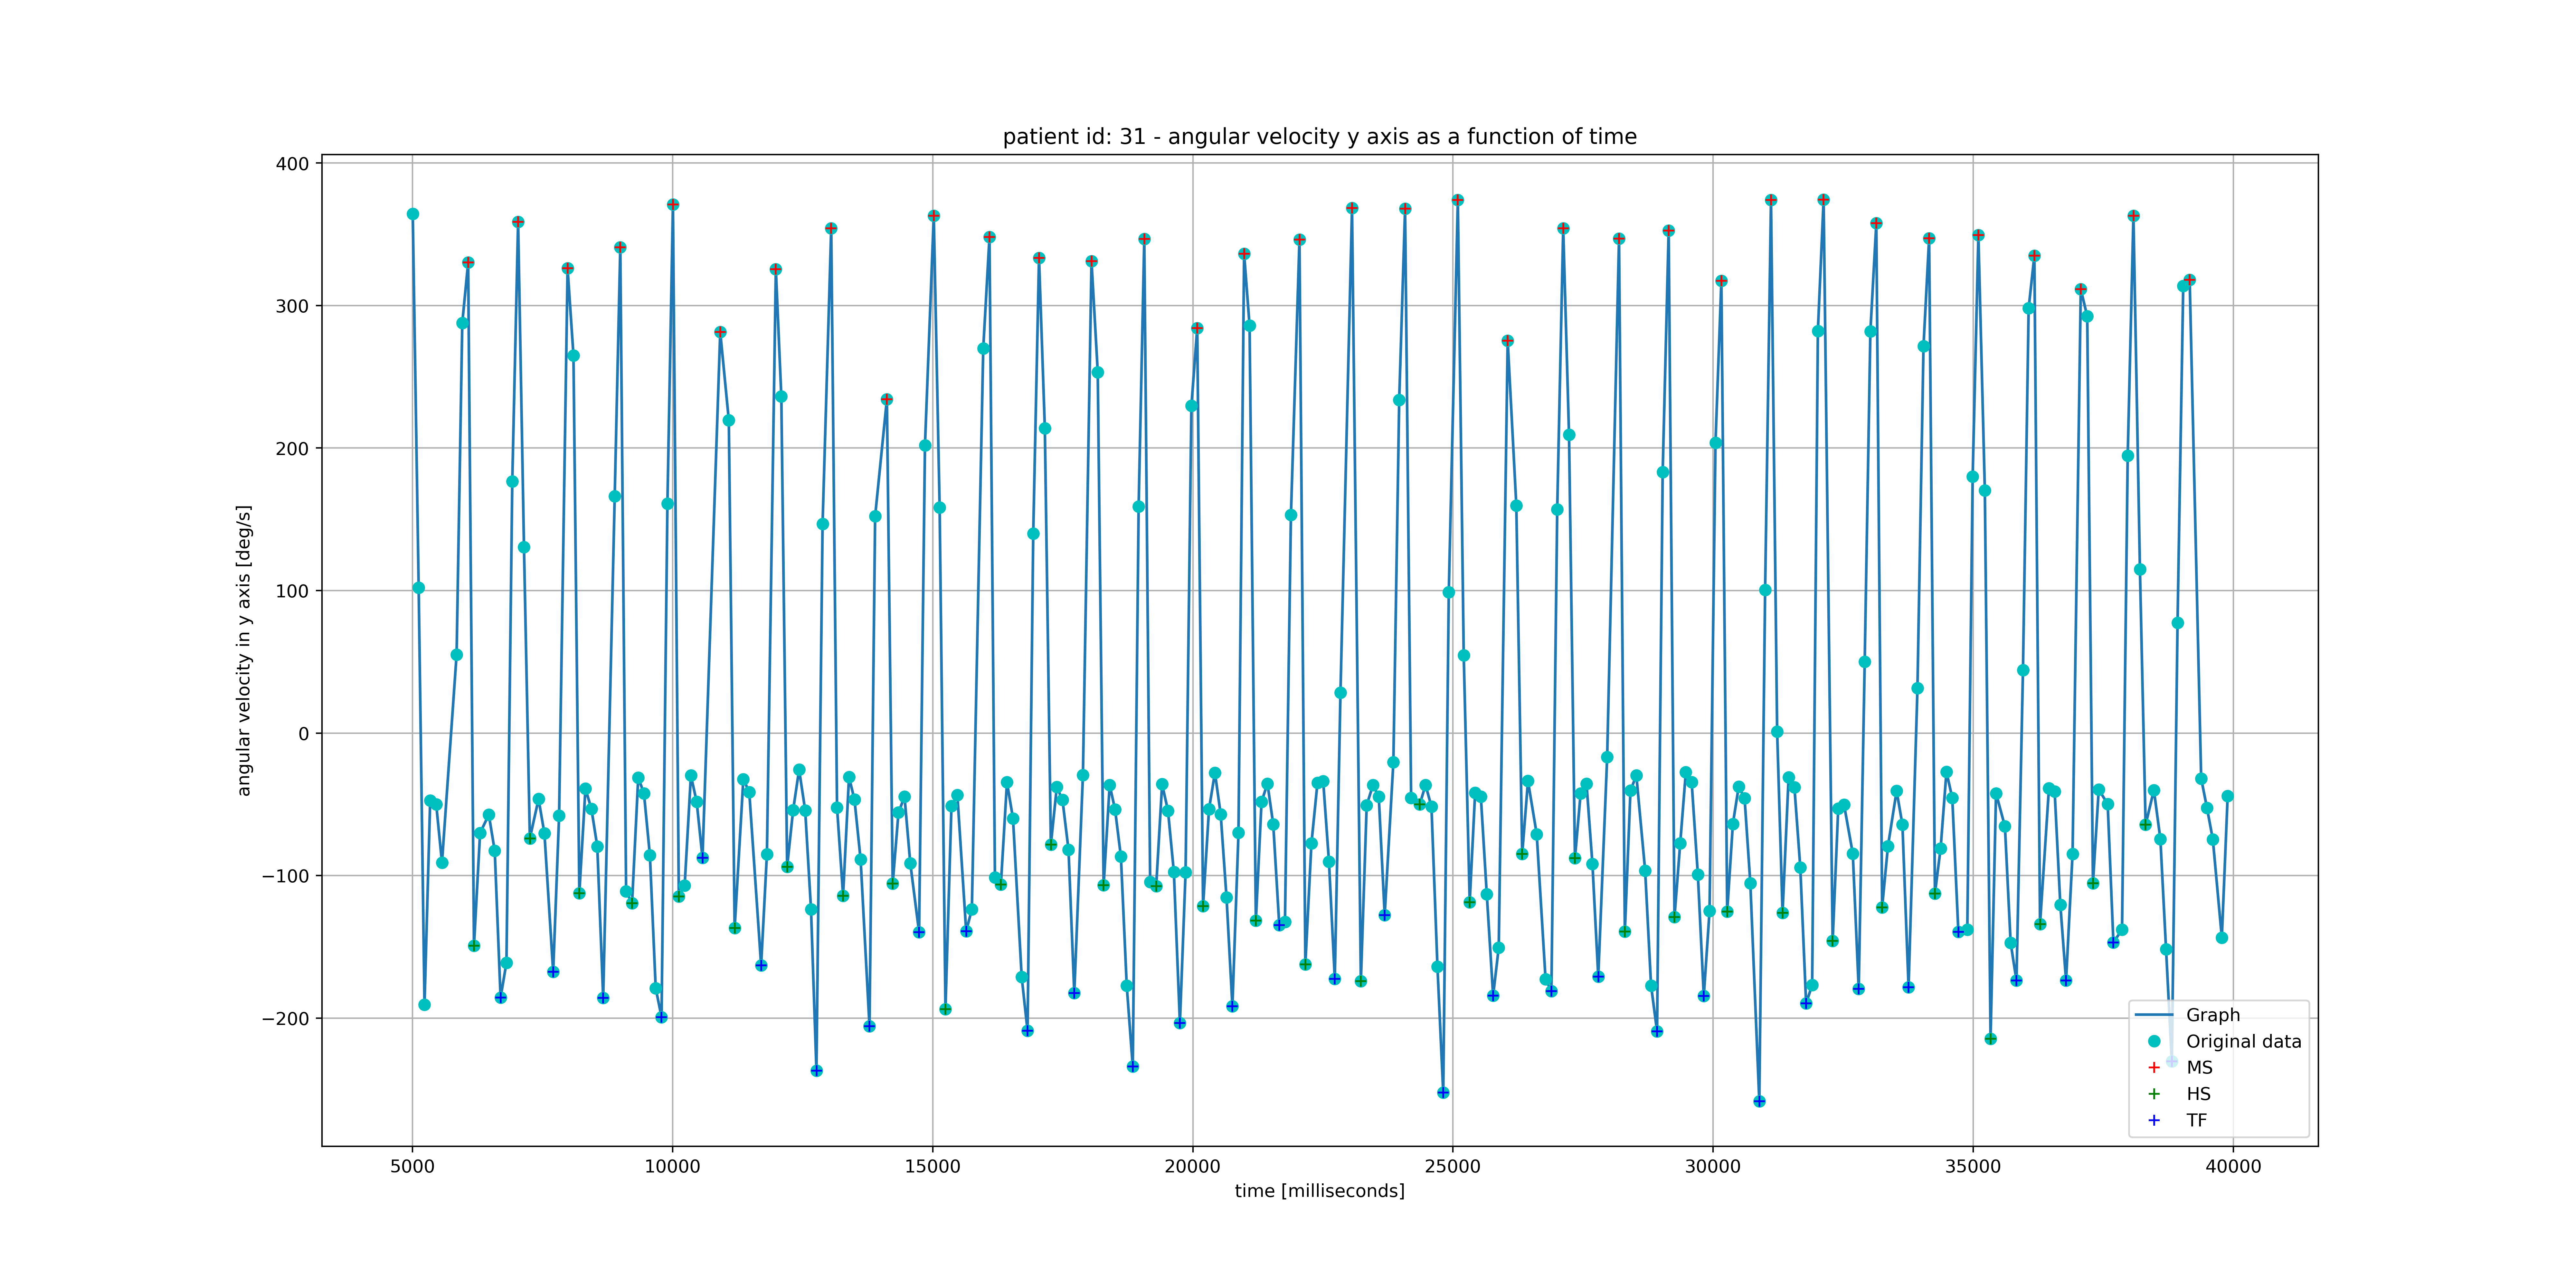 patient id: 31 - angular velocity y axis as a function of time
400
300
200
100
0
−100
−200
angular velocity in y axis [deg/s]
5000 10000 15000 20000 25000 30000 35000 40000
time [milliseconds]
Graph
Original data
MS
HS
TF